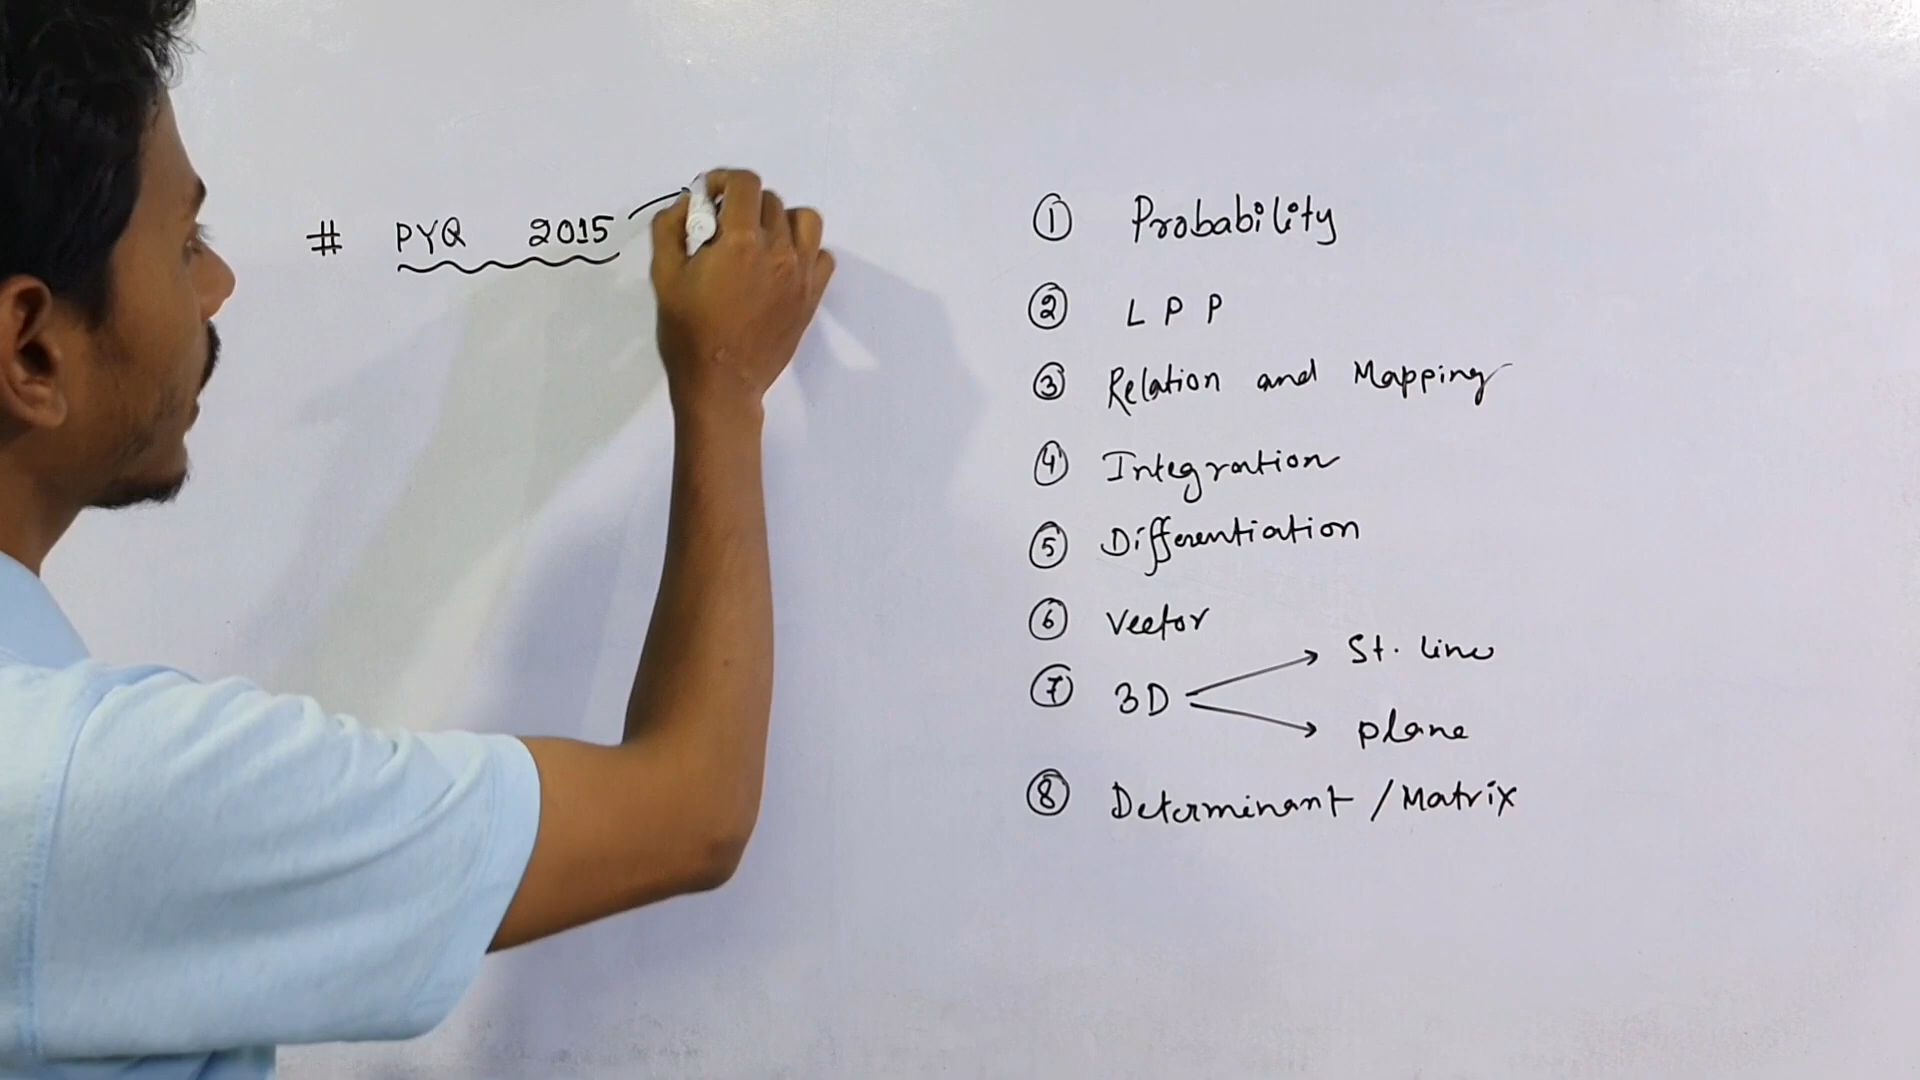 # PYQ 2015
① Probability
② LPP
③ Relation and Mapping
④ Integration
⑤ Differentiation
⑥ Vector
⑦ 3D → St. line
→ plane
⑧ Determinant / Matrix